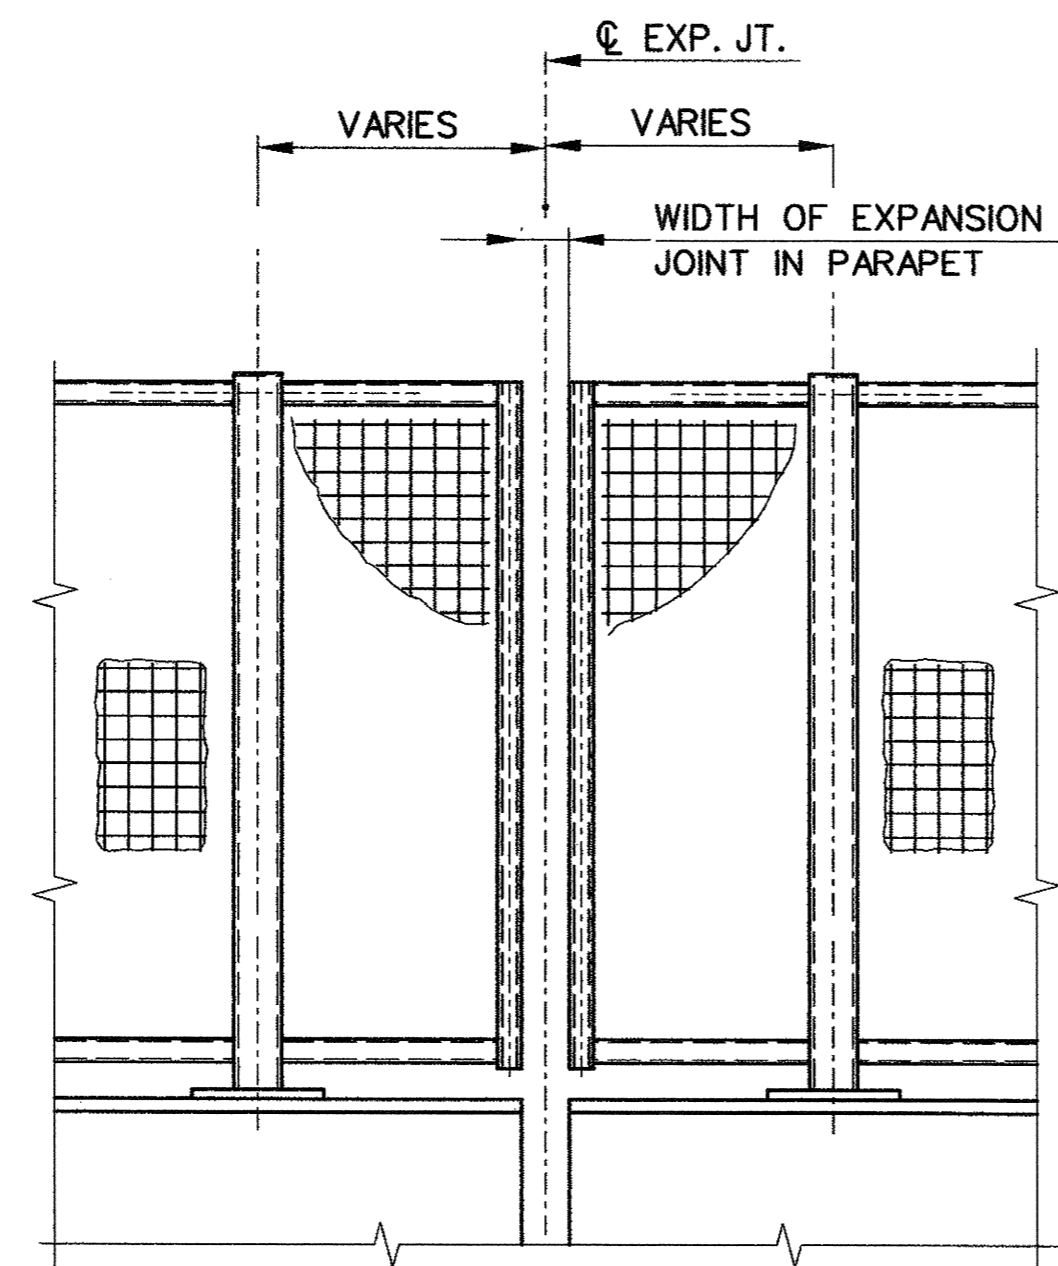 ℄ EXP. JT.
VARIES VARIES
WIDTH OF EXPANSION
JOINT IN PARAPET